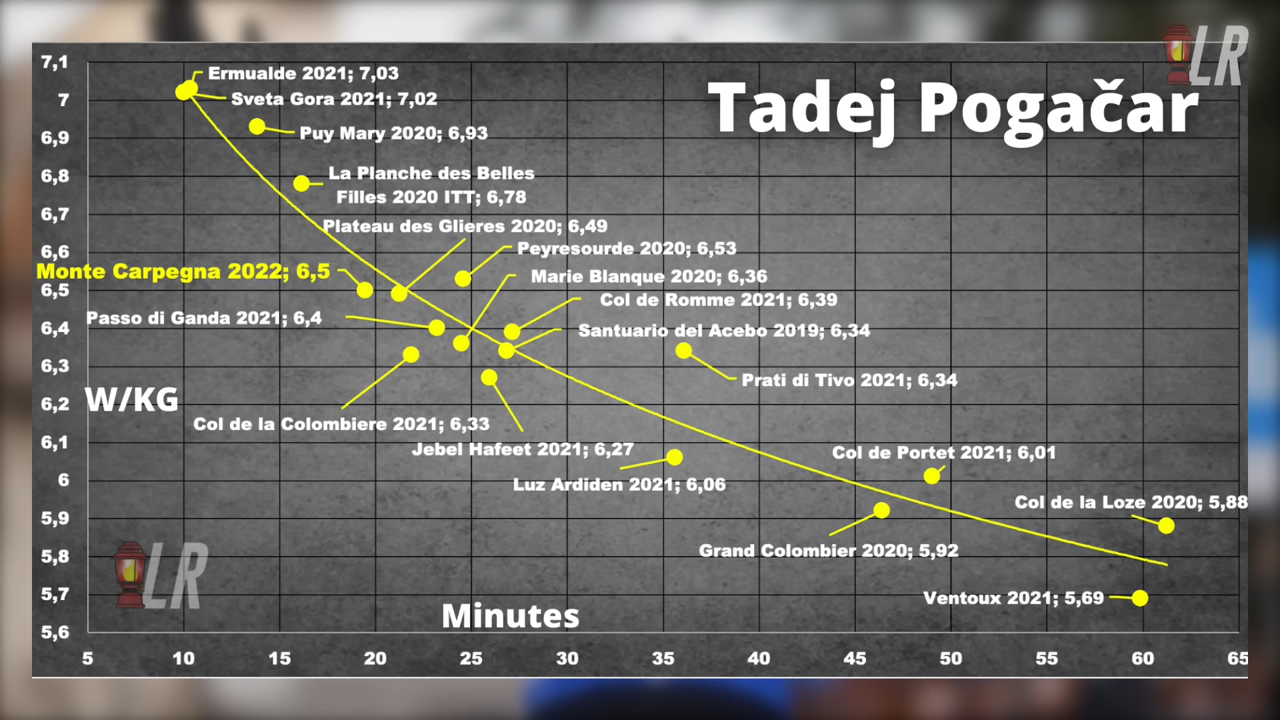 LR
Tadej Pogačar
7,1
7
6,9
6,8
6,7
6,6
6,5
6,4
6,3
6,2
6,1
6
5,9
5,8
5,7
5,6
W/KG
Ermualde 2021; 7,03
Sveta Gora 2021; 7,02
Puy Mary 2020; 6,93
La Planche des Belles
Filles 2020 ITT; 6,78
Plateau des Glieres 2020; 6,49
Peyresourde 2020; 6,53
Monte Carpegna 2022; 6,5
Marie Blanque 2020; 6,36
Col de Romme 2021; 6,39
Passo di Ganda 2021; 6,4
Santuario del Acebo 2019; 6,34
Prati di Tivo 2021; 6,34
Col de la Colombiere 2021; 6,33
Jebel Hafeet 2021; 6,27
Luz Ardiden 2021; 6,06
Col de Portet 2021; 6,01
Col de la Loze 2020; 5,88
Grand Colombier 2020; 5,92
Ventoux 2021; 5,69
LR
Minutes
5 10 15 20 25 30 35 40 45 50 55 60 65